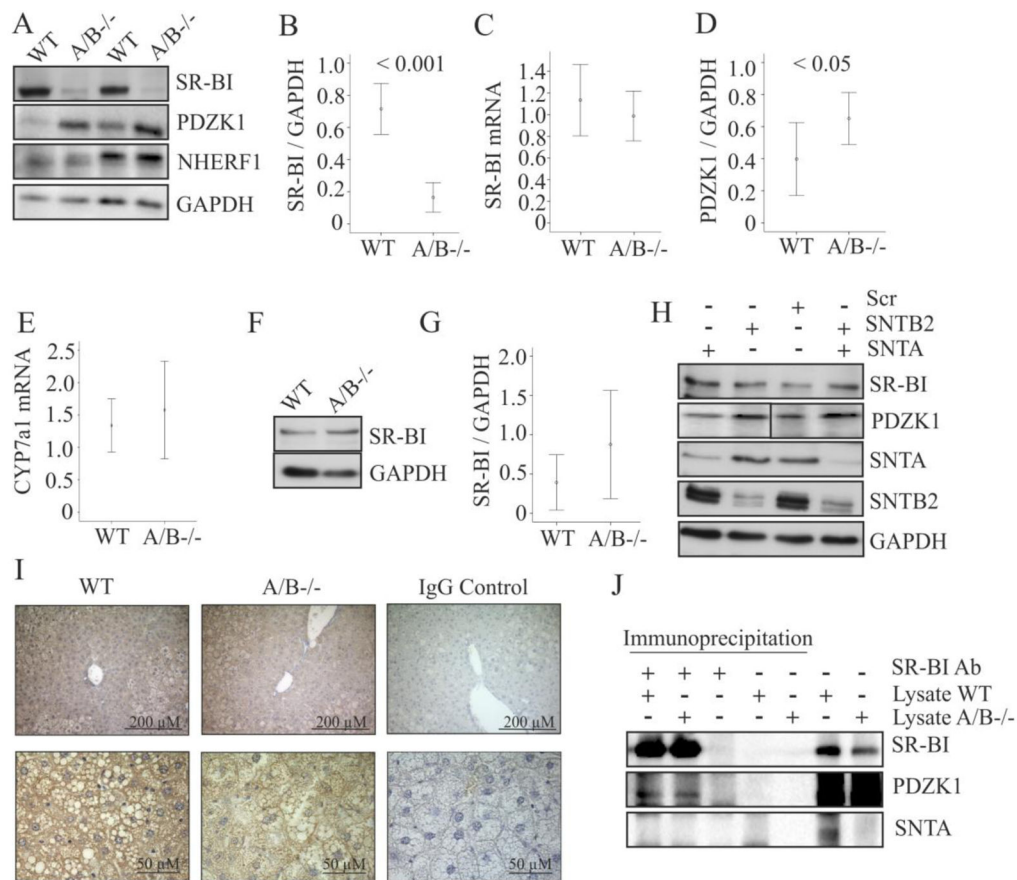 A
WT A/B-/- WT A/B-/-
SR-BI
PDZK1
NHERF1
GAPDH
B
SR-BI / GAPDH
< 0.001
1.0
0.8
0.6
0.4
0.2
0
WT A/B-/-
C
SR-BI mRNA
1.4
1.2
1.0
0.8
0.6
0.4
0.2
0
WT A/B-/-
D
PDZK1 / GAPDH
< 0.05
1.0
0.8
0.6
0.4
0.2
0
WT A/B-/-
E
CYP7a1 mRNA
2.5
2.0
1.5
1.0
0.5
0
WT A/B-/-
F
WT A/B-/-
SR-BI
GAPDH
G
SR-BI / GAPDH
2.0
1.5
1.0
0.5
0
WT A/B-/-
H
- - + - Scr
- + - + SNTB2
+ - - + SNTA
SR-BI
PDZK1
SNTA
SNTB2
GAPDH
I
WT A/B-/- IgG Control
200 µM 200 µM 200 µM
50 µM 50 µM 50 µM
J
Immunoprecipitation
+ + + - - - - SR-BI Ab
+ - - + - + - Lysate WT
- + - - + - + Lysate A/B-/-
SR-BI
PDZK1
SNTA